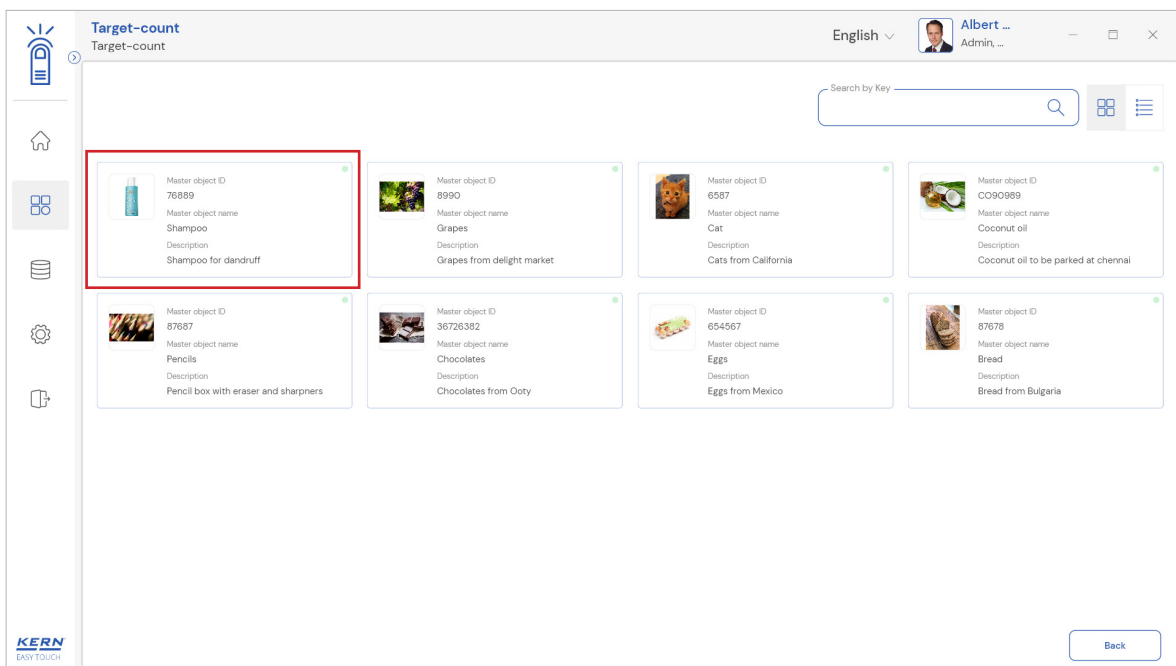 Target-count
Target-count
English
Albert ...
Admin, ...
Search by Key
Master object ID
76889
Master object name
Shampoo
Description
Shampoo for dandruff
Master object ID
8990
Master object name
Grapes
Description
Grapes from delight market
Master object ID
6587
Master object name
Cat
Description
Cats from California
Master object ID
CO90989
Master object name
Coconut oil
Description
Coconut oil to be parked at chennai
Master object ID
87687
Master object name
Pencils
Description
Pencil box with eraser and sharpners
Master object ID
36726382
Master object name
Chocolates
Description
Chocolates from Ooty
Master object ID
654567
Master object name
Eggs
Description
Eggs from Mexico
Master object ID
87678
Master object name
Bread
Description
Bread from Bulgaria
KERN
EASY TOUCH
Back